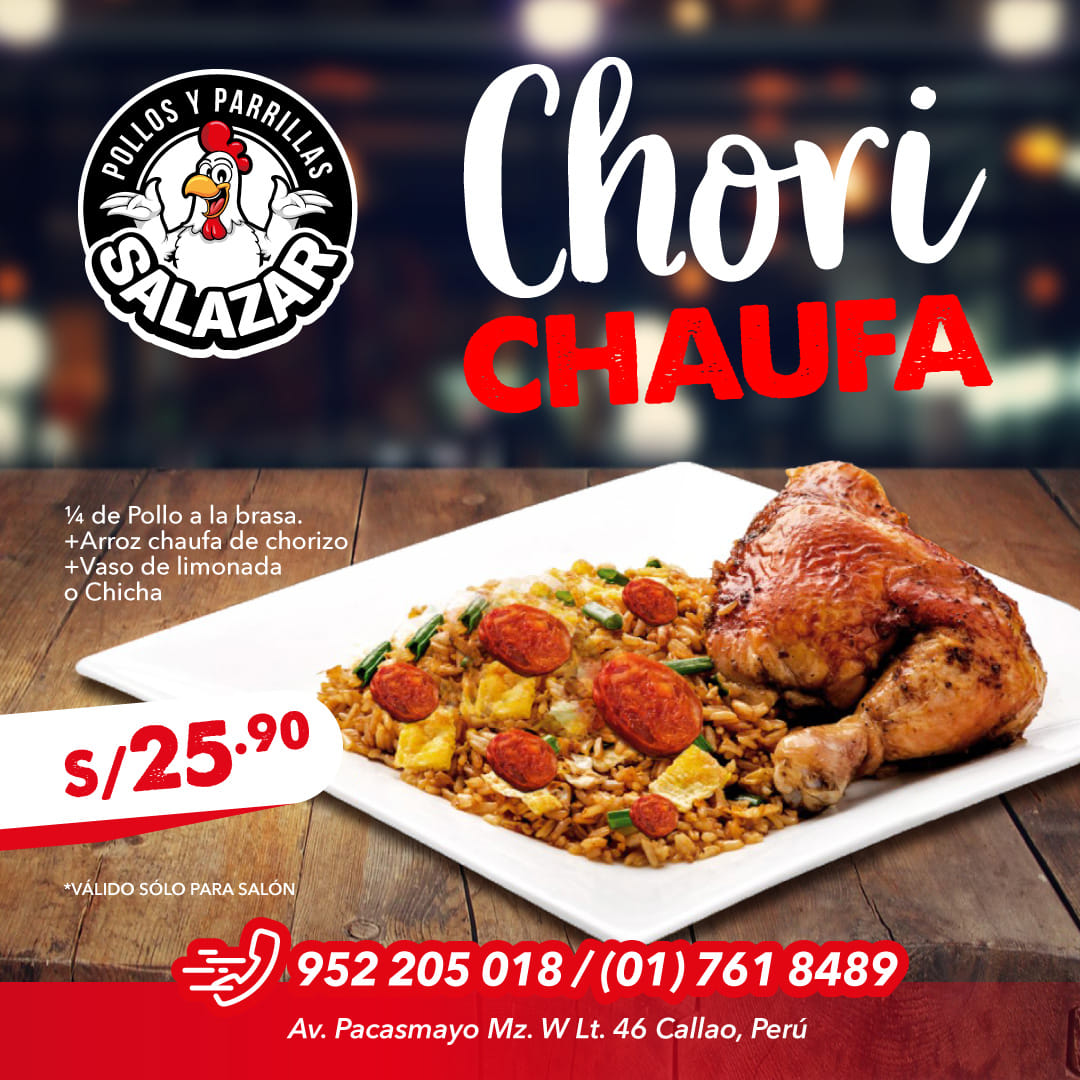 POLLOS Y PARRILLAS
SALAZAR
Chori
CHAUFA
¼ de Pollo a la brasa.
+Arroz chaufa de chorizo
+Vaso de limonada
o Chicha
S/25.90
*VÁLIDO SÓLO PARA SALÓN
952 205 018 / (01) 761 8489
Av. Pacasmayo Mz. W Lt. 46 Callao, Perú